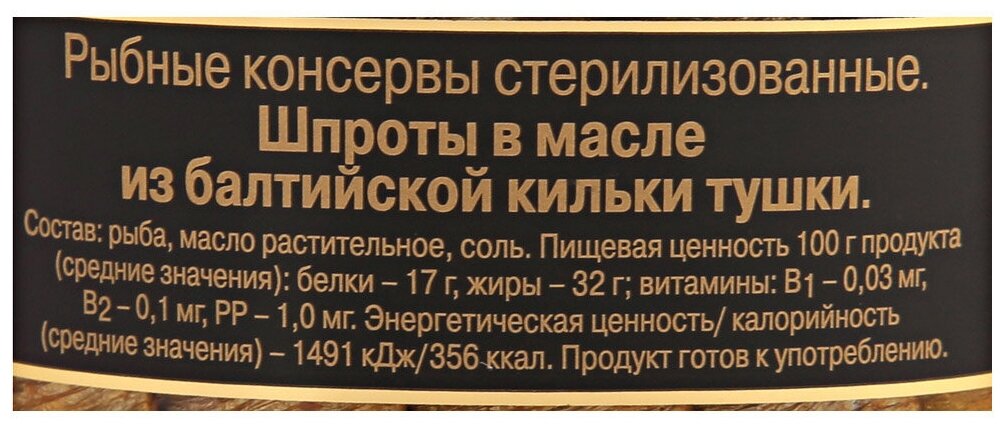 Рыбные консервы стерилизованные.
Шпроты в масле
из балтийской кильки тушки.
Состав: рыба, масло растительное, соль. Пищевая ценность 100 г продукта
(средние значения): белки – 17 г, жиры – 32 г; витамины: B1 – 0,03 мг,
B2 – 0,1 мг, PP – 1,0 мг. Энергетическая ценность/ калорийность
(средние значения) – 1491 кДж/356 ккал. Продукт готов к употреблению.